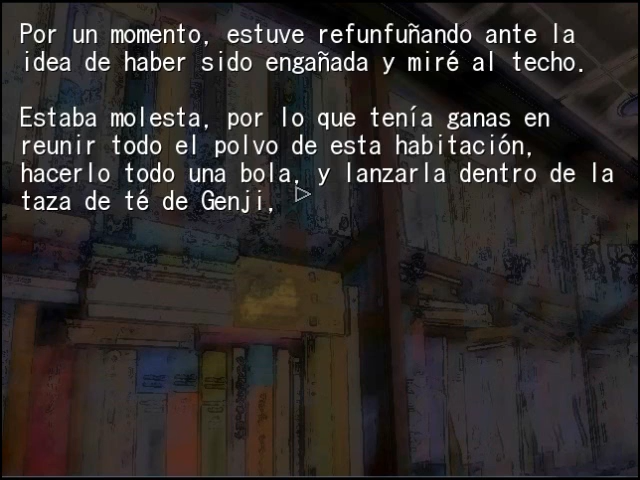 Por un momento, estuve refunfuñando ante la
idea de haber sido engañada y miré al techo.
Estaba molesta, por lo que tenía ganas en
reunir todo el polvo de esta habitación,
hacerlo todo una bola, y lanzarla dentro de la
taza de té de Genji,